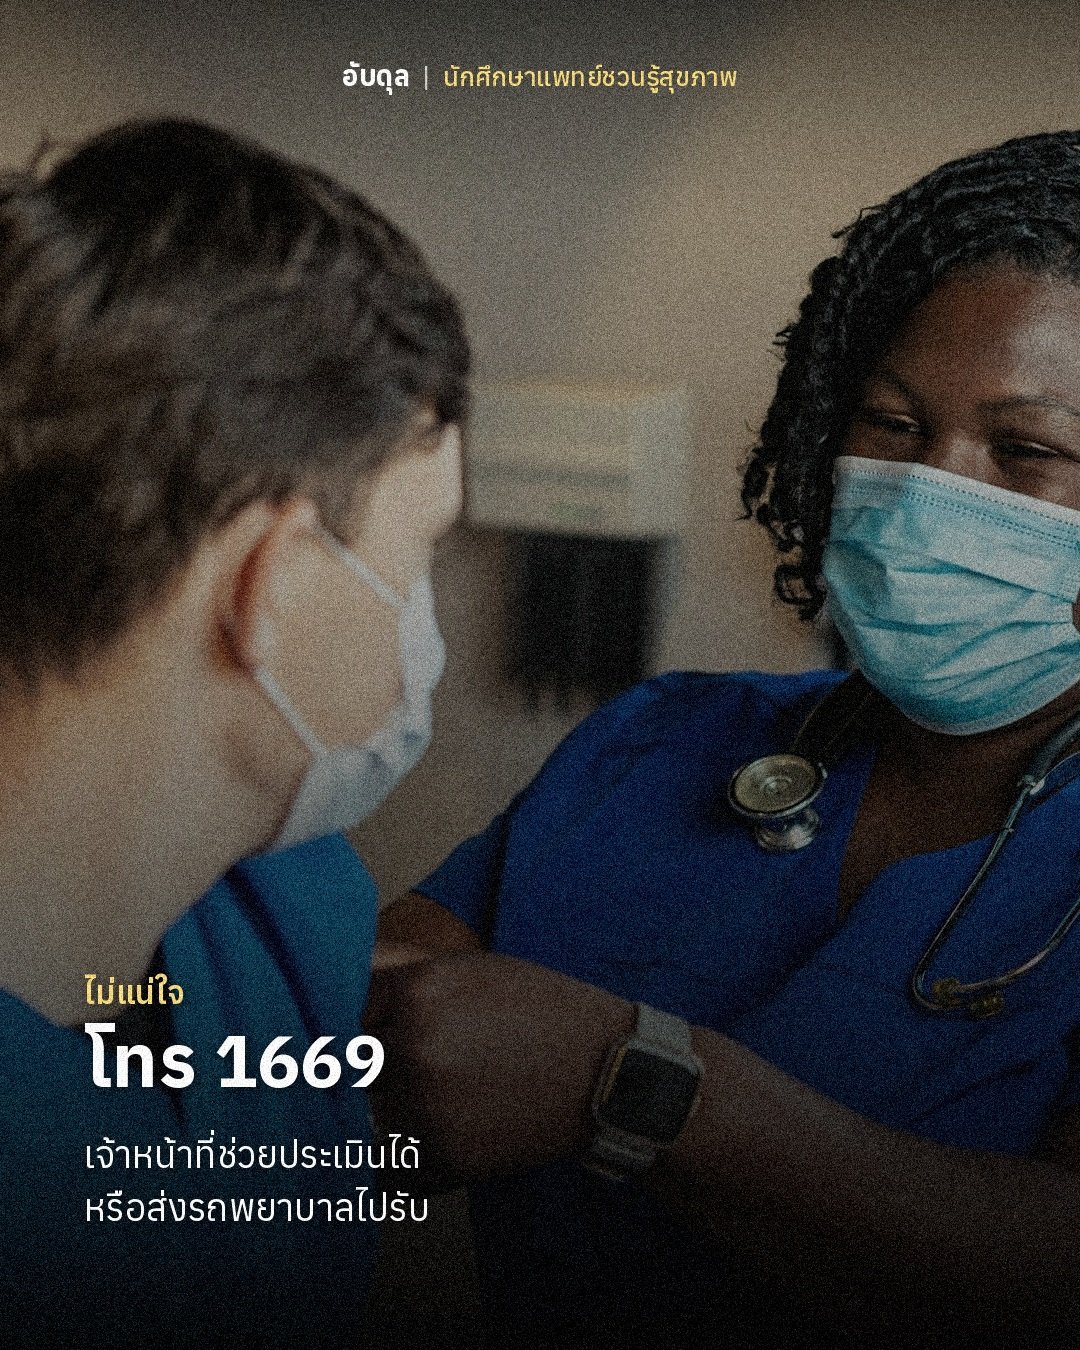 อับดุล | นักศึกษาแพทย์ชวนรู้สุขภาพ
ไม่แน่ใจ
โทร 1669
เจ้าหน้าที่ช่วยประเมินได้
หรือส่งรถพยาบาลไปรับ